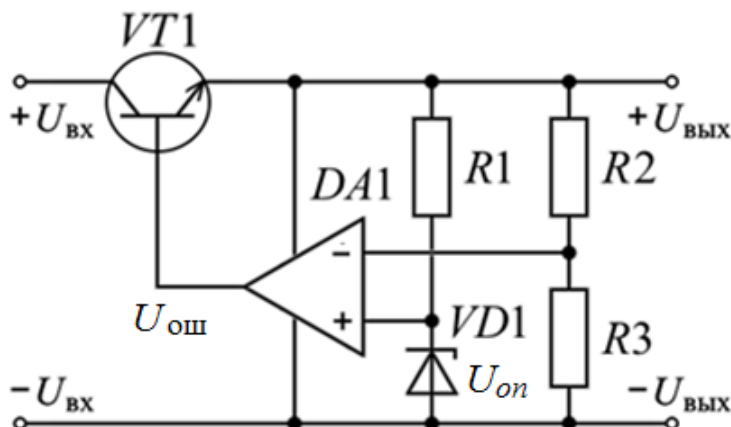 VT1
+Uвх
+Uвых
DA1
R1
R2
-
+
Uош
VD1
Uоп
R3
−Uвх
−Uвых